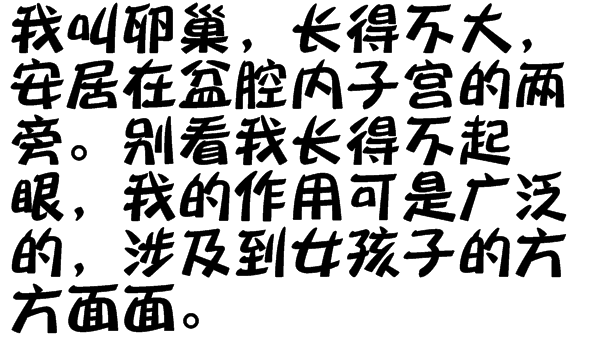 我叫卵巢，长得不大，
安居在盆腔内子宫的两
旁。别看我长得不起
眼，我的作用可是广泛
的，涉及到女孩子的方
方面面。